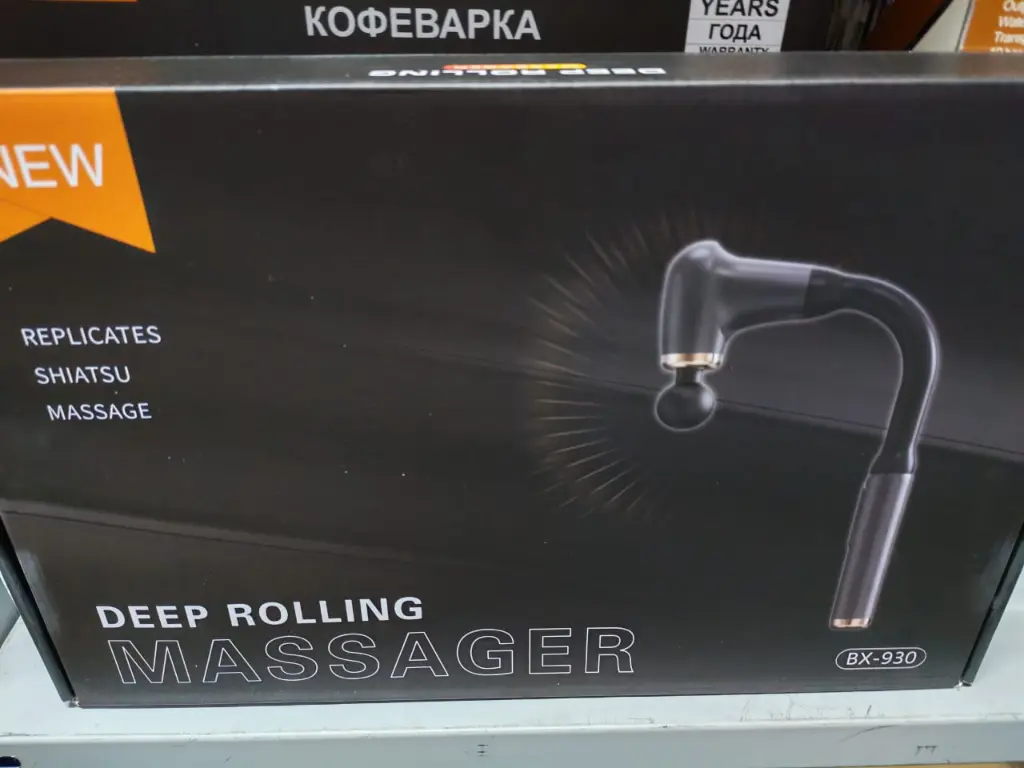 КОФЕВАРКА
YEARS
ГОДА
WARRANTY
DEEP ROLLING
NEW
REPLICATES
SHIATSU
MASSAGE
DEEP ROLLING
MASSAGER
BX-930